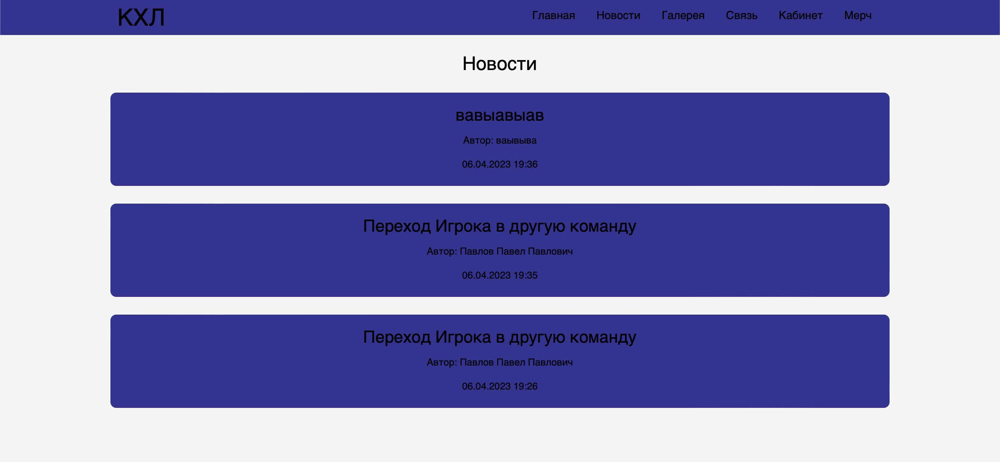 КХЛ
Главная Новости Галерея Связь Кабинет Мерч
Новости
вавыавыав
Автор: ваывыва
06.04.2023 19:36
Переход Игрока в другую команду
Автор: Павлов Павел Павлович
06.04.2023 19:35
Переход Игрока в другую команду
Автор: Павлов Павел Павлович
06.04.2023 19:26